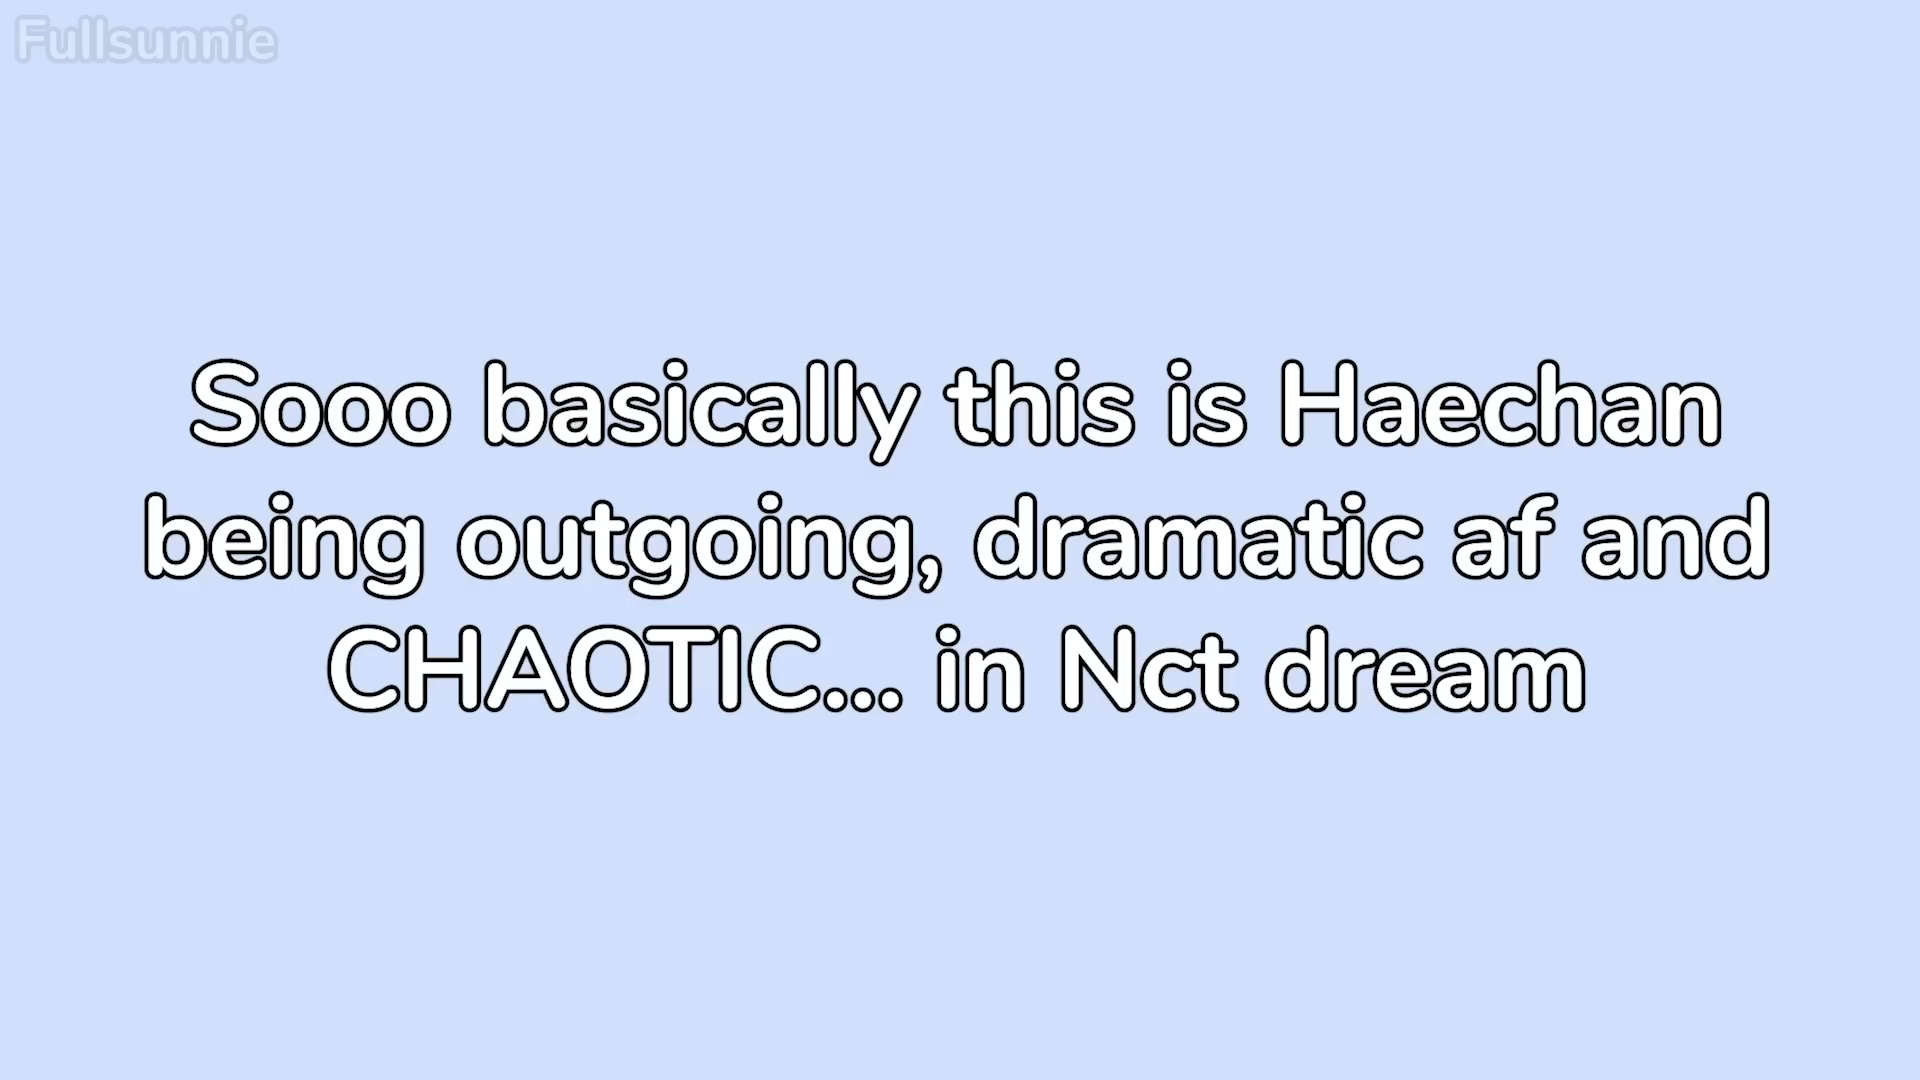 Fullsunnie
Sooo basically this is Haechan
being outgoing, dramatic af and
CHAOTIC... in Nct dream